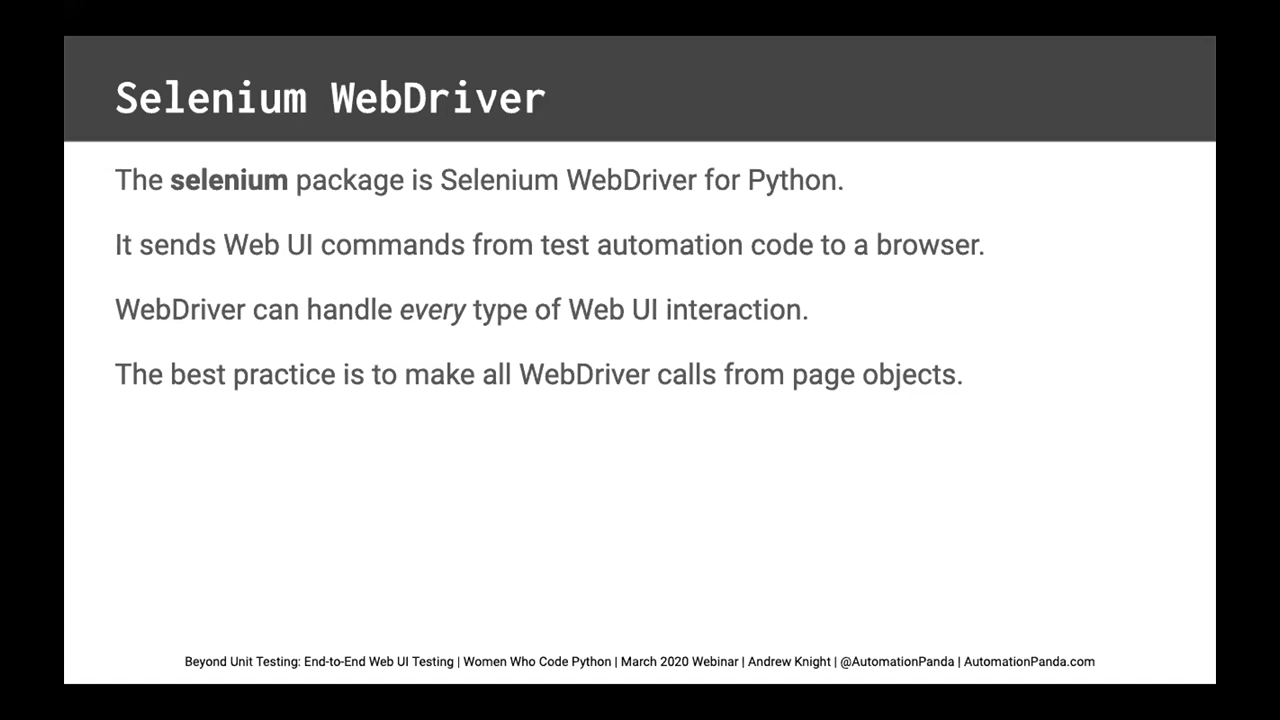 Selenium WebDriver
The selenium package is Selenium WebDriver for Python.
It sends Web UI commands from test automation code to a browser.
WebDriver can handle every type of Web UI interaction.
The best practice is to make all WebDriver calls from page objects.
Beyond Unit Testing: End-to-End Web UI Testing | Women Who Code Python | March 2020 Webinar | Andrew Knight | @AutomationPanda | AutomationPanda.com